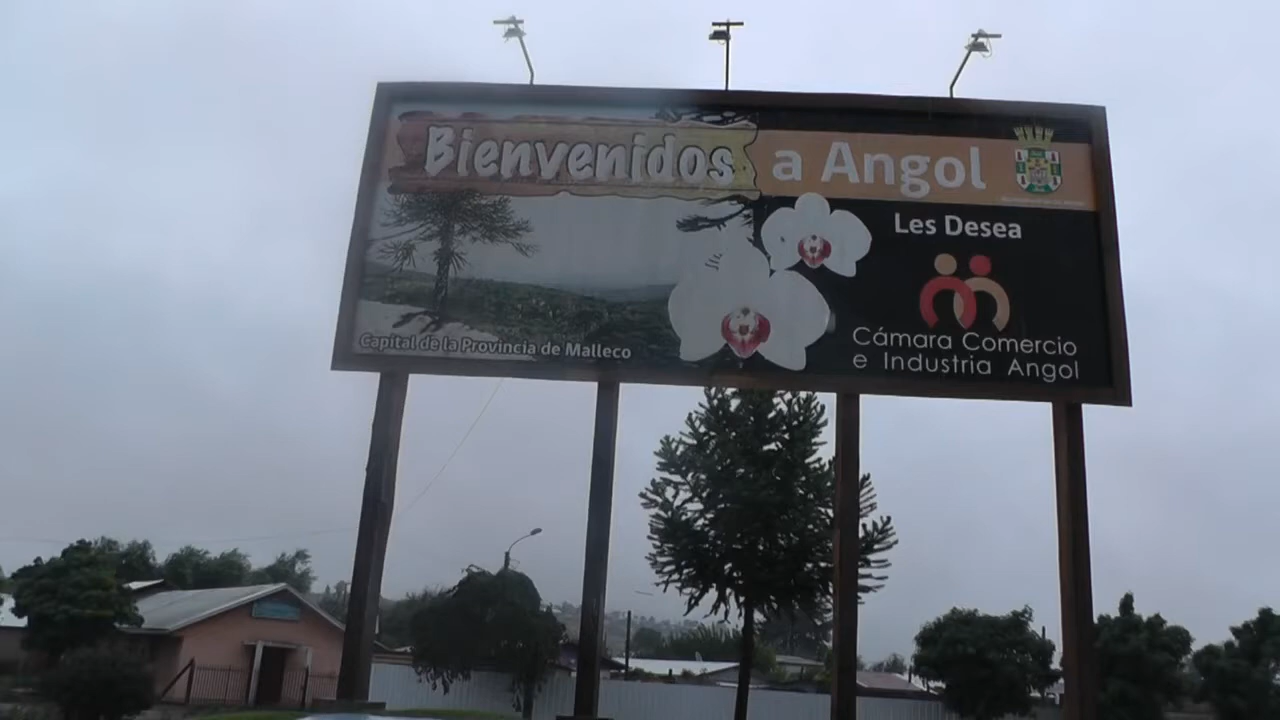 Bienvenidos a Angol
Les Desea
Cámara Comercio
e Industria Angol
Capital de la Provincia de Malleco